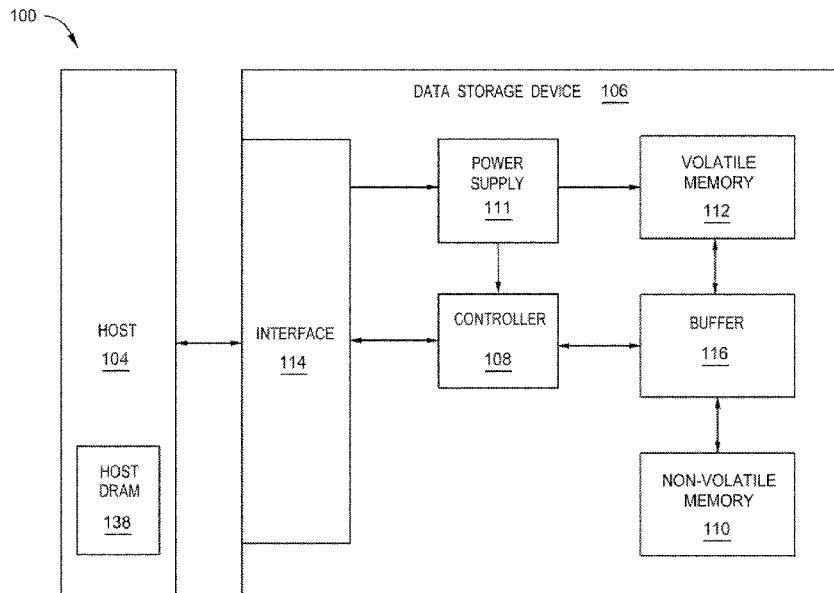 100
DATA STORAGE DEVICE 106
POWER
SUPPLY
111
VOLATILE
MEMORY
112
HOST
104
INTERFACE
114
CONTROLLER
108
BUFFER
116
HOST
DRAM
138
NON-VOLATILE
MEMORY
110